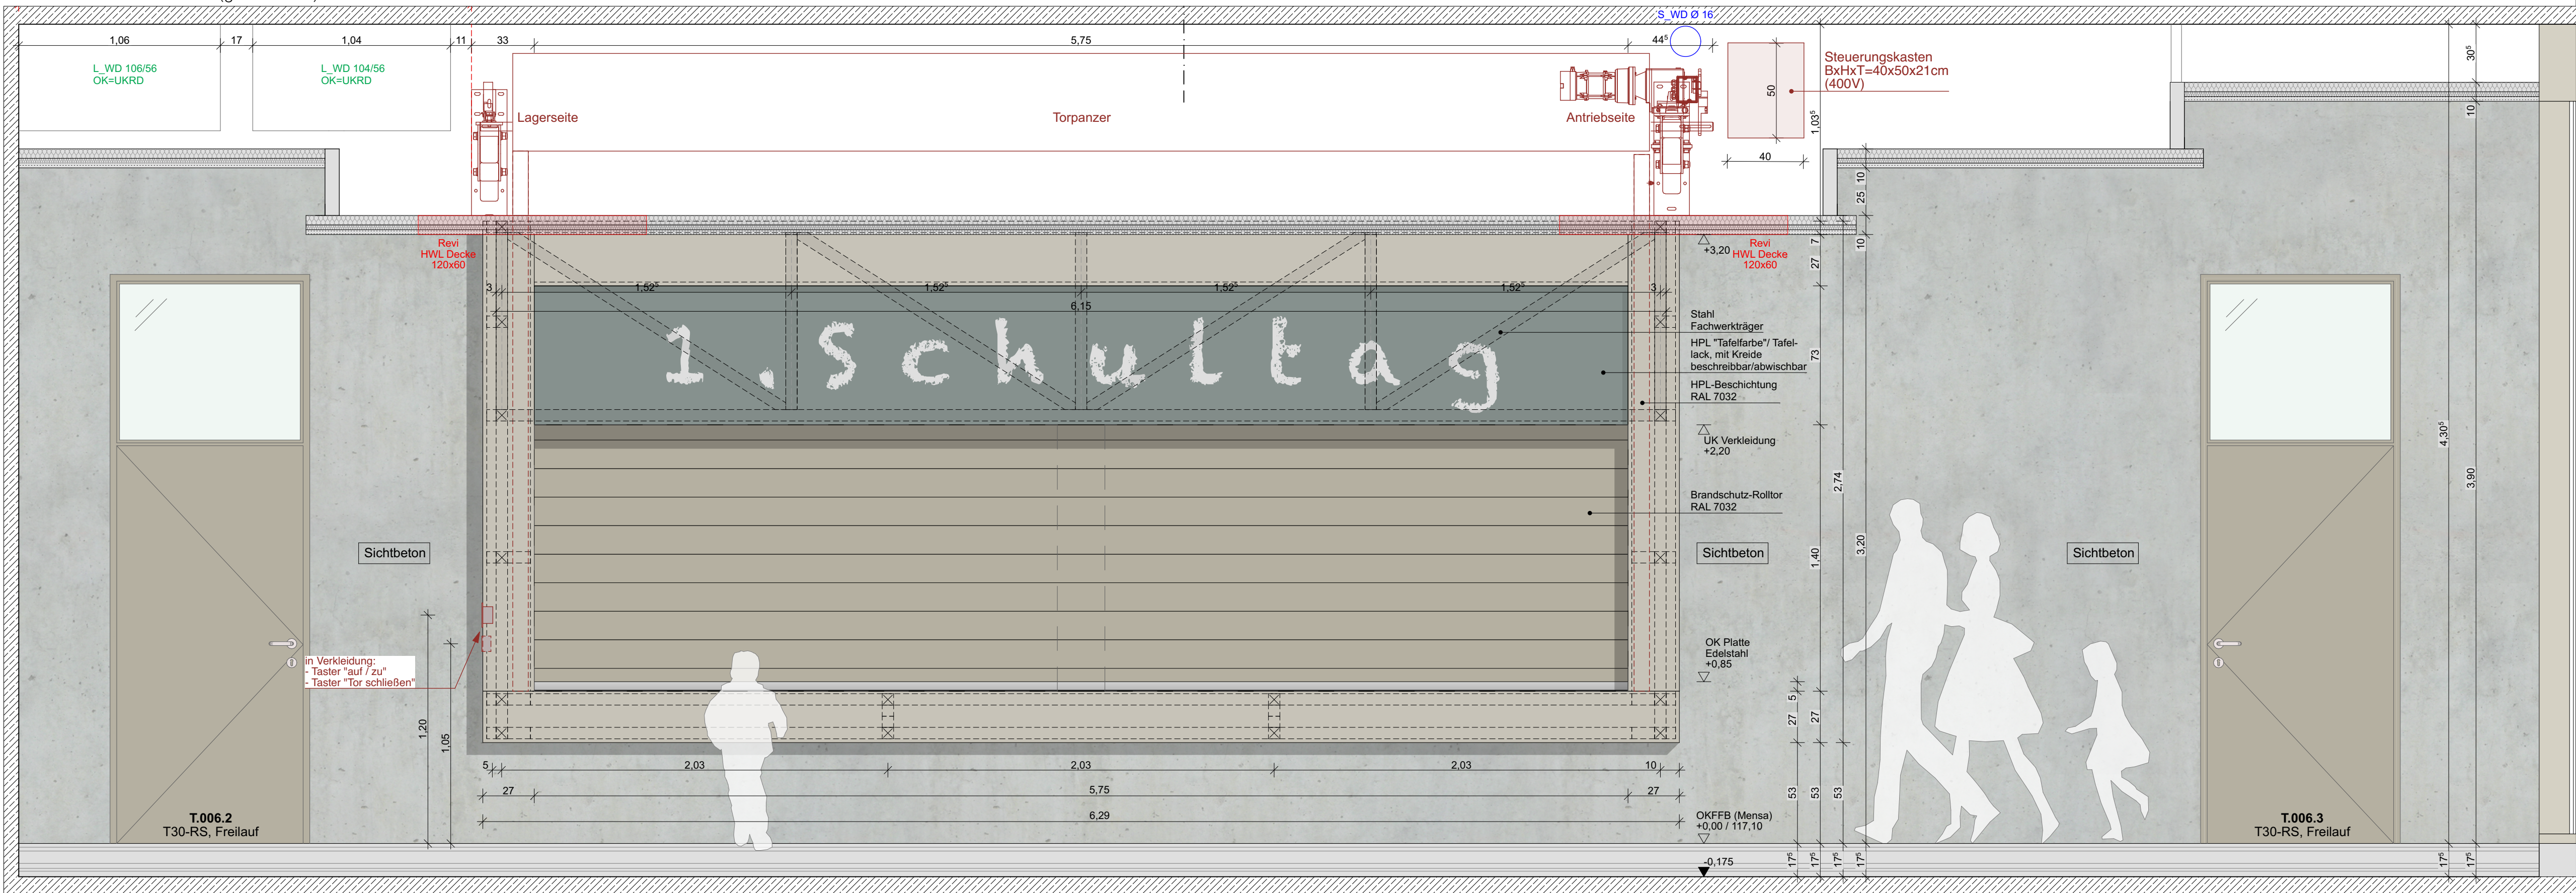 S_WD Ø 16
1,06 17 1,04 11 33 5,75 44⁵
L_WD 106/56
OK=UKRD
L_WD 104/56
OK=UKRD
Lagerseite
Torpanzer
Antriebseite
50
40
Steuerungskasten
BxHxT=40x50x21cm
(400V)
1,03⁵
30⁵
10
10
25
10
Revi
HWL Decke
120x60
+3,20
Revi
HWL Decke
120x60
7
27
3 1,52⁵ 1,52⁵ 1,52⁵ 1,52⁵ 3
6,15
1. Schultag
Stahl
Fachwerkträger
HPL "Tafelfarbe"/ Tafel-
lack, mit Kreide
beschreibbar/abwischbar
HPL-Beschichtung
RAL 7032
73
UK Verkleidung
+2,20
4,30⁵
3,90
2,74
Brandschutz-Rolltor
RAL 7032
1,40
3,20
Sichtbeton
Sichtbeton
Sichtbeton
OK Platte
Edelstahl
+0,85
in Verkleidung:
- Taster "auf / zu"
- Taster "Tor schließen"
1,20
1,05
5
27
27
5 2,03 2,03 2,03 10
27 5,75 27
6,29
53
53
53
OKFFB (Mensa)
+0,00 / 117,10
T.006.2
T30-RS, Freilauf
T.006.3
T30-RS, Freilauf
-0,175
17⁵
17⁵
17⁵
17⁵
17⁵
17⁵